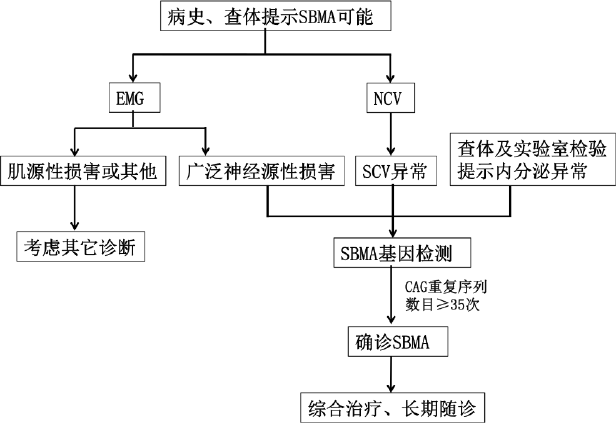 病史、查体提示SBMA可能
EMG
NCV
肌源性损害或其他
广泛神经源性损害
SCV异常
查体及实验室检验
提示内分泌异常
考虑其它诊断
SBMA基因检测
CAG重复序列
数目≥35次
确诊SBMA
综合治疗、长期随诊